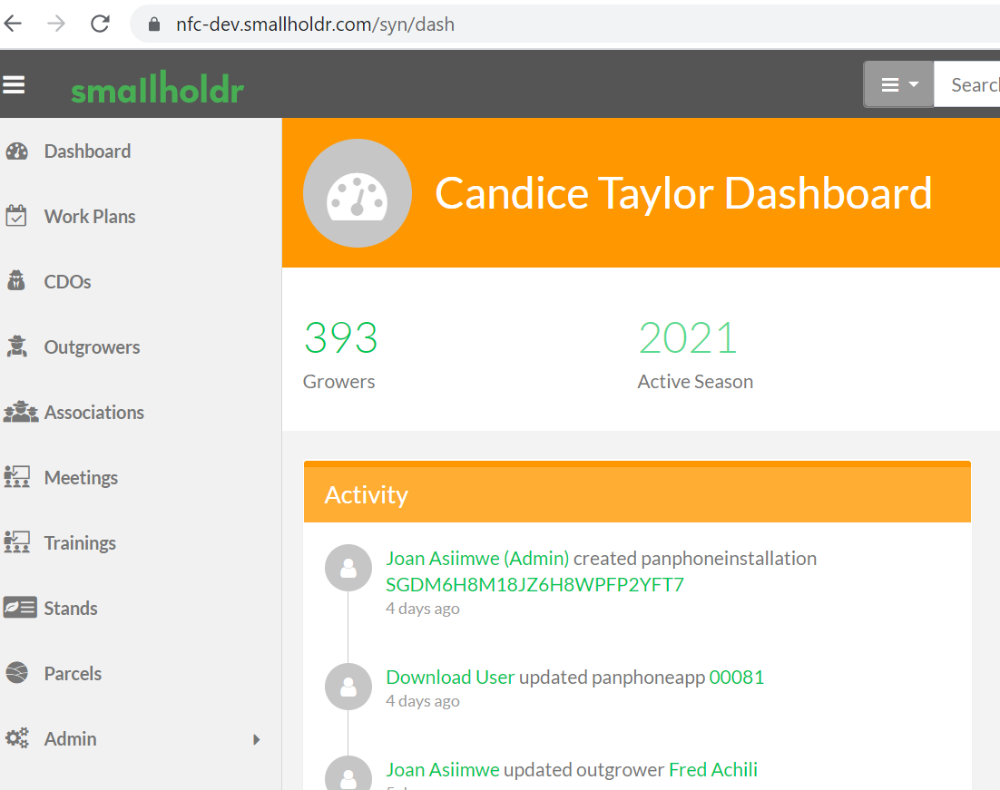 nfc-dev.smallholdr.com/syn/dash
smallholdr
Dashboard
Work Plans
CDOs
Outgrowers
Associations
Meetings
Trainings
Stands
Parcels
Admin
Candice Taylor Dashboard
393
Growers
2021
Active Season
Activity
Joan Asiimwe (Admin) created panphoneinstallation
SGDM6H8M18JZ6H8WPFP2YFT7
4 days ago
Download User updated panphoneapp 00081
4 days ago
Joan Asiimwe updated outgrower Fred Achili